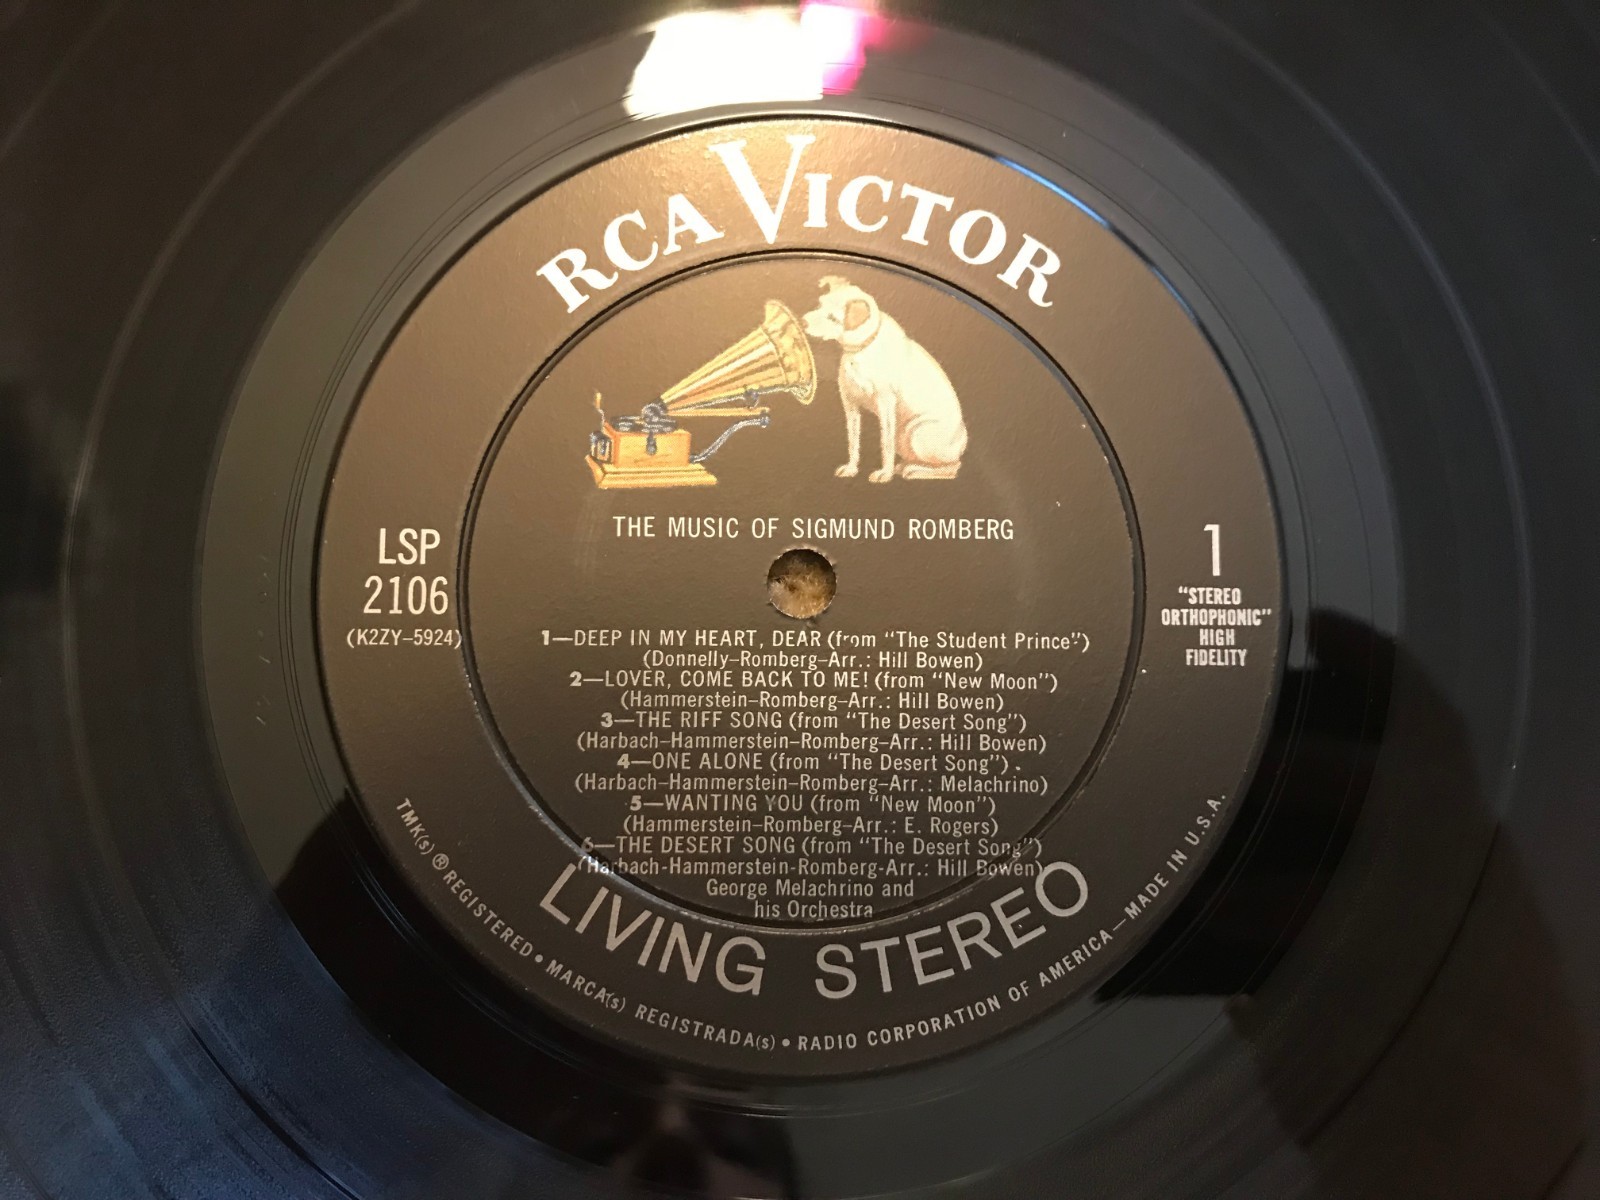 RCA VICTOR
THE MUSIC OF SIGMUND ROMBERG
LSP
2106
(K2ZY-5924)
1
"STEREO
ORTHOPHONIC"
HIGH
FIDELITY
1—DEEP IN MY HEART, DEAR (from "The Student Prince")
(Donnelly-Romberg-Arr.: Hill Bowen)
2—LOVER, COME BACK TO ME! (from "New Moon")
(Hammerstein-Romberg-Arr.: Hill Bowen)
3—THE RIFF SONG (from "The Desert Song")
(Harbach-Hammerstein-Romberg-Arr.: Hill Bowen)
4—ONE ALONE (from "The Desert Song")
(Harbach-Hammerstein-Romberg-Arr.: Melachrino)
5—WANTING YOU (from "New Moon")
(Hammerstein-Romberg-Arr.: E. Rogers)
6—THE DESERT SONG (from "The Desert Song")
(Harbach-Hammerstein-Romberg-Arr.: Hill Bowen)
George Melachrino and
his Orchestra
LIVING STEREO
TMK(s) ® REGISTERED • MARCA(s) REGISTRADA(s) • RADIO CORPORATION OF AMERICA—MADE IN U.S.A.